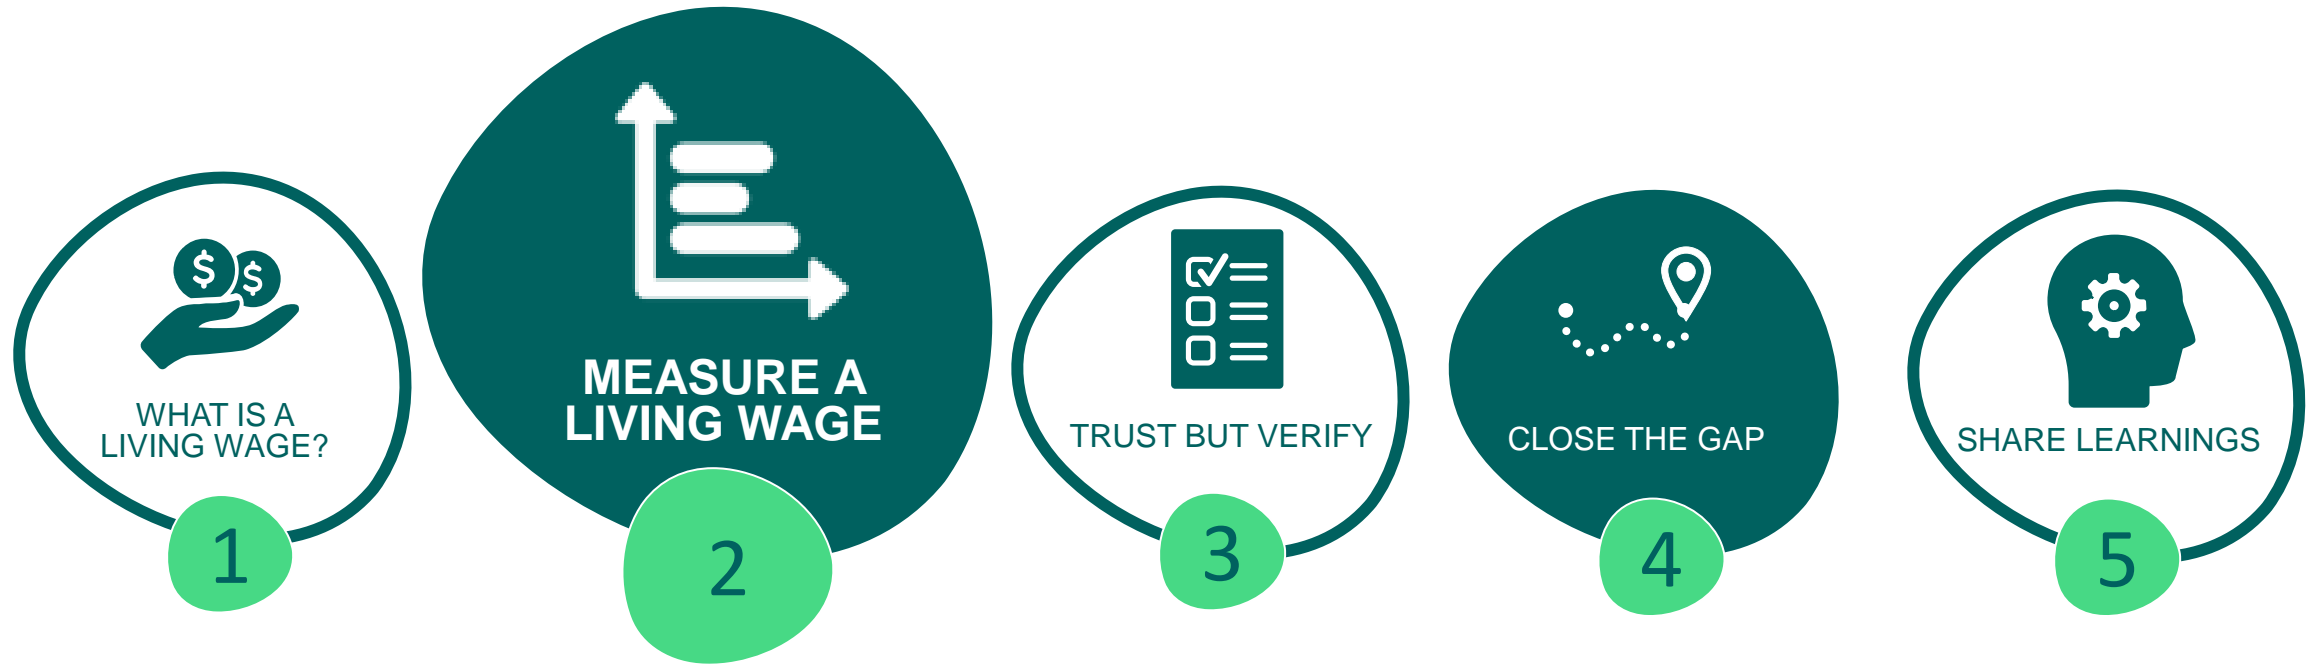 $ $
WHAT IS A
LIVING WAGE?
1
MEASURE A
LIVING WAGE
2
TRUST BUT VERIFY
3
CLOSE THE GAP
4
SHARE LEARNINGS
5